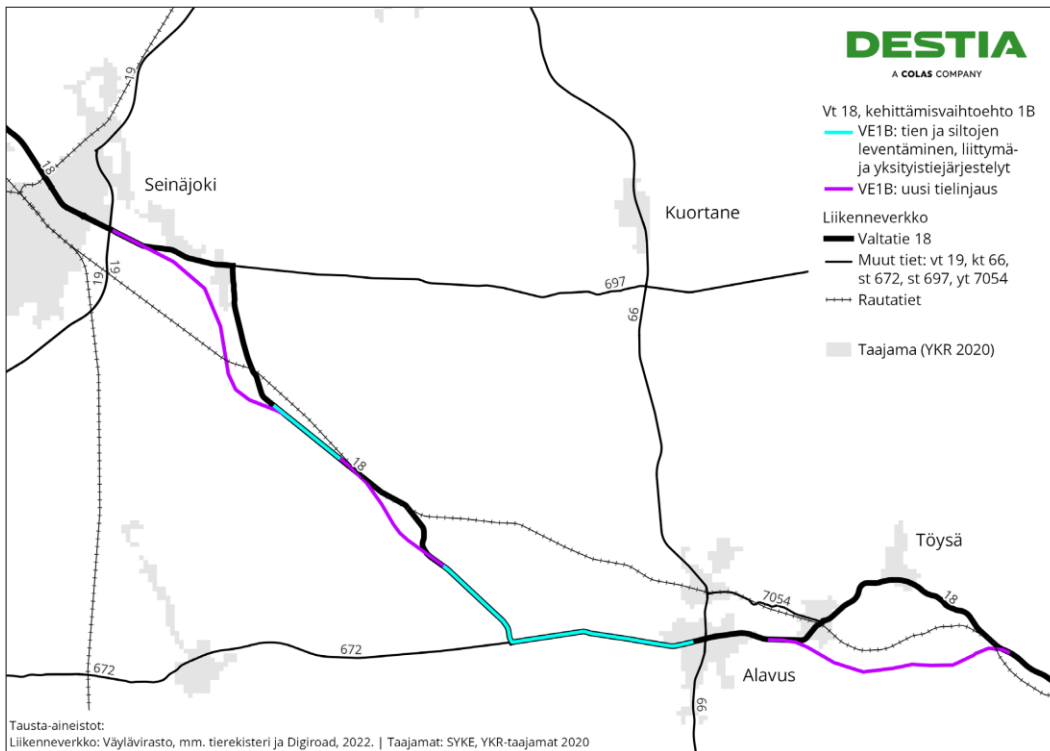 DESTIA
A COLAS COMPANY
Vt 18, kehittämisvaihtoehto 1B
VE1B: tien ja siltojen
leventäminen, liittymä-
ja yksityistiejärjestelyt
VE1B: uusi tielinjaus
Liikenneverkko
Valtatie 18
Muut tiet: vt 19, kt 66,
st 672, st 697, yt 7054
Rautatiet
Taajama (YKR 2020)
19
18
Seinäjoki
Kuortane
19
19
697
66
18
Töysä
7054
18
672
672
Alavus
66
Tausta-aineistot:
Liikenneverkko: Väylävirasto, mm. tierekisteri ja Digiroad, 2022. | Taajamat: SYKE, YKR-taajamat 2020